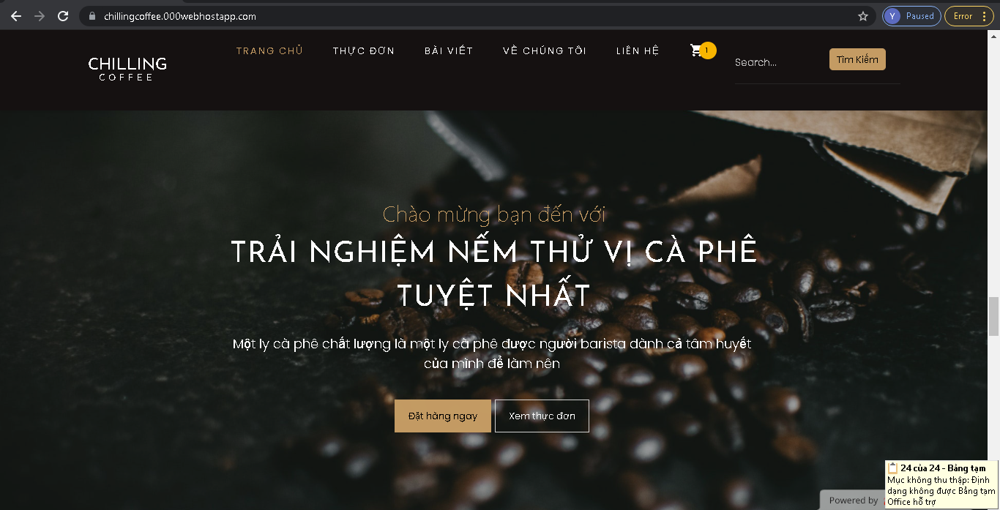 chillingcoffee.000webhostapp.com
Y Paused Error
CHILLING
COFFEE
TRANG CHỦ THỰC ĐƠN BÀI VIẾT VỀ CHÚNG TÔI LIÊN HỆ 1
Search...
Tìm Kiếm
Chào mừng bạn đến với
TRẢI NGHIỆM NẾM THỬ VỊ CÀ PHÊ
TUYỆT NHẤT
Một ly cà phê chất lượng là một ly cà phê được người barista dành cả tâm huyết
của mình để làm nên
Đặt hàng ngay Xem thực đơn
24 của 24 - Bảng tạm
Mục không thu thập: Định
dạng không được Bảng tạm
Office hỗ trợ
Powered by